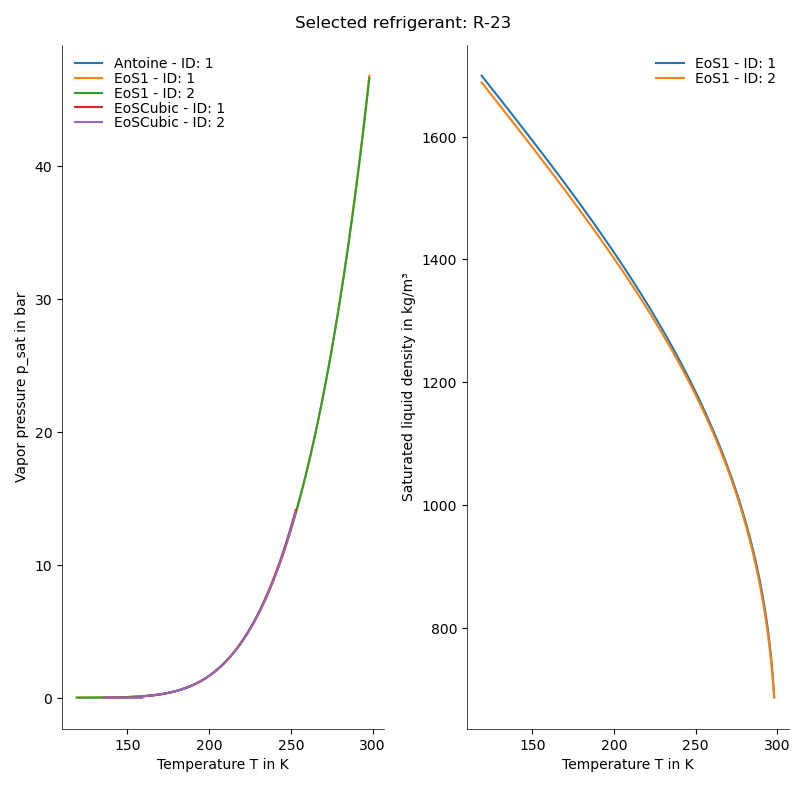 Selected refrigerant: R-23
Antoine - ID: 1
EoS1 - ID: 1
EoS1 - ID: 2
EoSCubic - ID: 1
EoSCubic - ID: 2
Vapor pressure p_sat in bar
40
30
20
10
0
150 200 250 300
Temperature T in K
EoS1 - ID: 1
EoS1 - ID: 2
Saturated liquid density in kg/m³
1600
1400
1200
1000
800
150 200 250 300
Temperature T in K